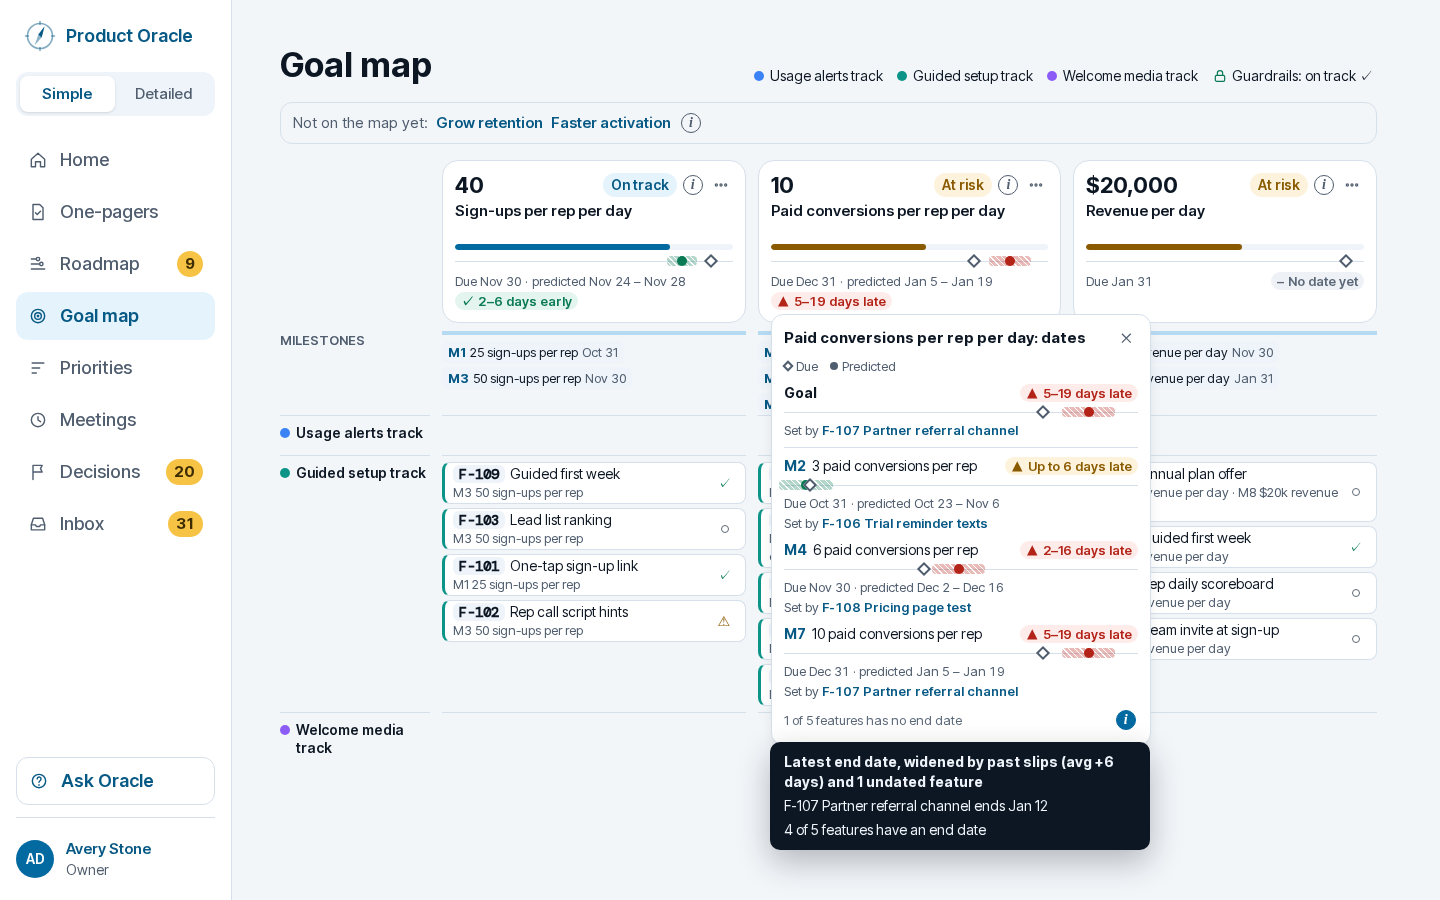 Product Oracle
Simple
Detailed
Home
One-pagers
Roadmap
9
Goal map
Priorities
Meetings
Decisions
20
Inbox
31
Ask Oracle
AD
Avery Stone
Owner
Goal map
Usage alerts track
Guided setup track
Welcome media track
Guardrails: on track ✓
Not on the map yet: Grow retention Faster activation i
40
On track
i
Sign-ups per rep per day
Due Nov 30 · predicted Nov 24 – Nov 28
✓ 2–6 days early
10
At risk
i
Paid conversions per rep per day
Due Dec 31 · predicted Jan 5 – Jan 19
▲ 5–19 days late
$20,000
At risk
i
Revenue per day
Due Jan 31
– No date yet
MILESTONES
M1 25 sign-ups per rep Oct 31
M3 50 sign-ups per rep Nov 30
per day Nov 30
per day Jan 31
Usage alerts track
Guided setup track
F-109 Guided first week
M3 50 sign-ups per rep
✓
F-103 Lead list ranking
M3 50 sign-ups per rep
F-101 One-tap sign-up link
M1 25 sign-ups per rep
✓
F-102 Rep call script hints
M3 50 sign-ups per rep
⚠
plan offer
per day · M8 $20k revenue
first week
per day
✓
daily scoreboard
per day
invite at sign-up
per day
Welcome media
track
Paid conversions per rep per day: dates
Due
Predicted
Goal
▲ 5–19 days late
Set by F-107 Partner referral channel
M2 3 paid conversions per rep
▲ Up to 6 days late
Due Oct 31 · predicted Oct 23 – Nov 6
Set by F-106 Trial reminder texts
M4 6 paid conversions per rep
▲ 2–16 days late
Due Nov 30 · predicted Dec 2 – Dec 16
Set by F-108 Pricing page test
M7 10 paid conversions per rep
▲ 5–19 days late
Due Dec 31 · predicted Jan 5 – Jan 19
Set by F-107 Partner referral channel
1 of 5 features has no end date
i
Latest end date, widened by past slips (avg +6
days) and 1 undated feature
F-107 Partner referral channel ends Jan 12
4 of 5 features have an end date